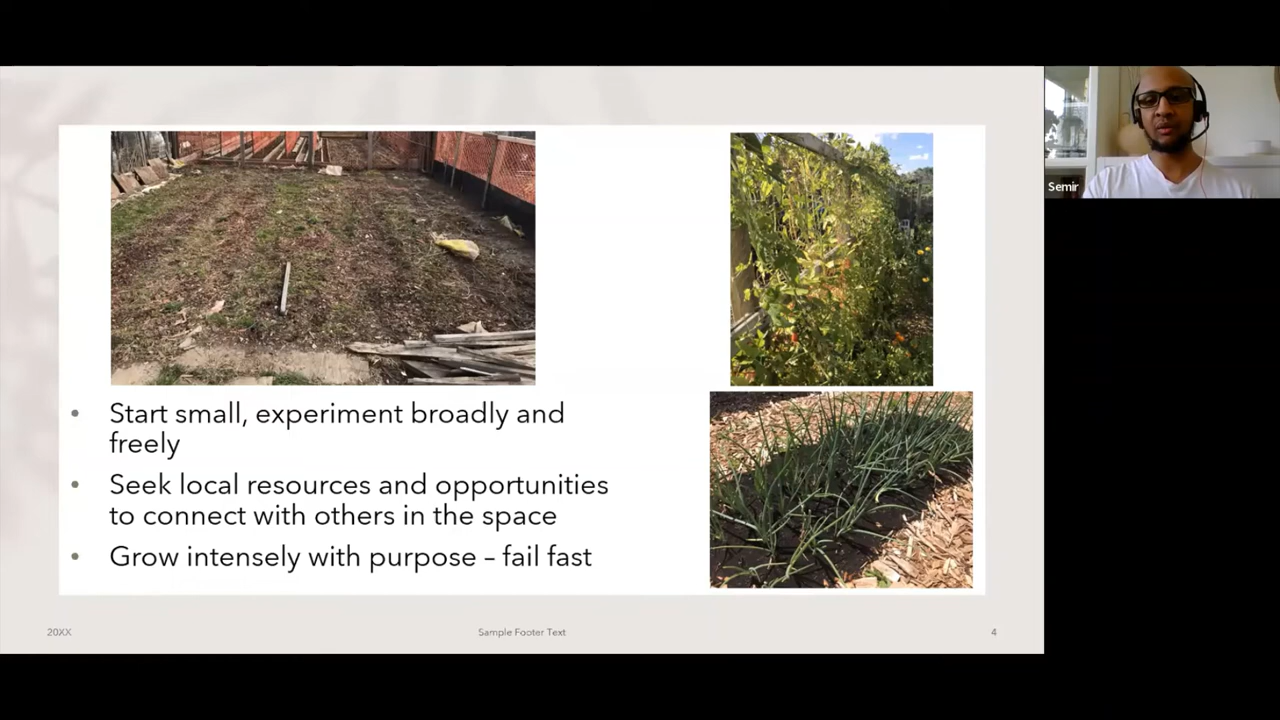 Semir
• Start small, experiment broadly and
freely
• Seek local resources and opportunities
to connect with others in the space
• Grow intensely with purpose – fail fast
20XX
Sample Footer Text
4